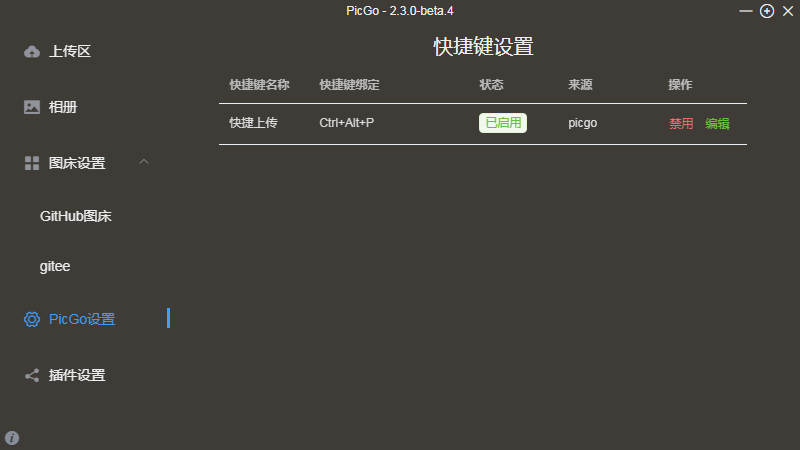 PicGo - 2.3.0-beta.4
上传区
相册
图床设置
GitHub图床
gitee
PicGo设置
插件设置
快捷键设置
快捷键名称 快捷键绑定 状态 来源 操作
快捷上传 Ctrl+Alt+P 已启用 picgo 禁用 编辑